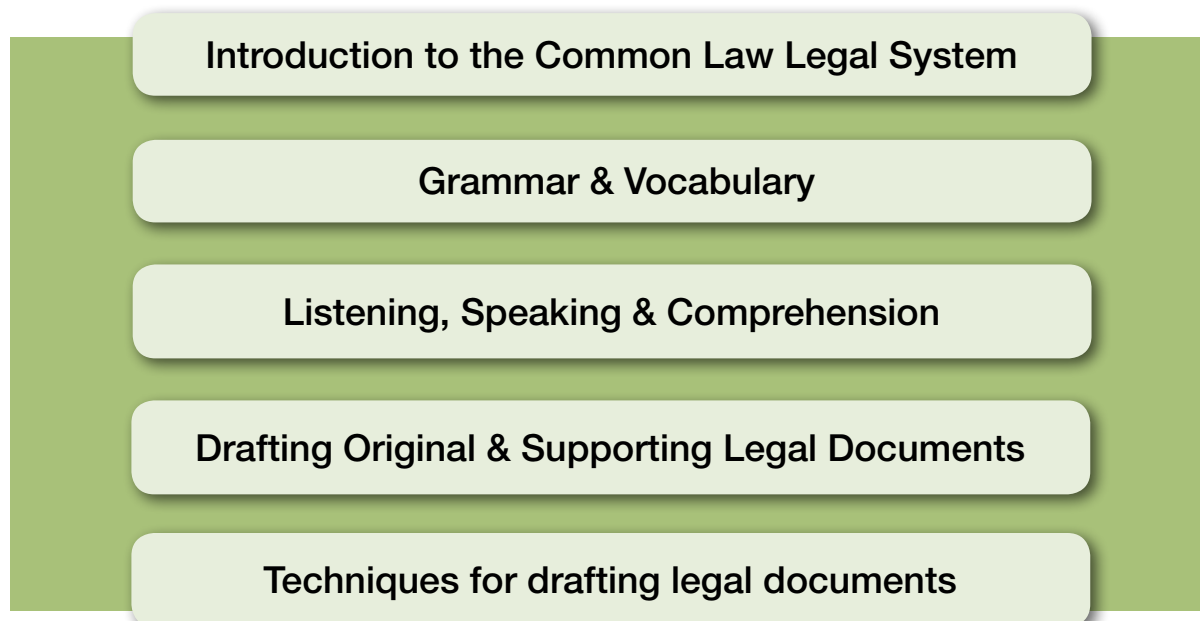 Introduction to the Common Law Legal System
Grammar & Vocabulary
Listening, Speaking & Comprehension
Drafting Original & Supporting Legal Documents
Techniques for drafting legal documents